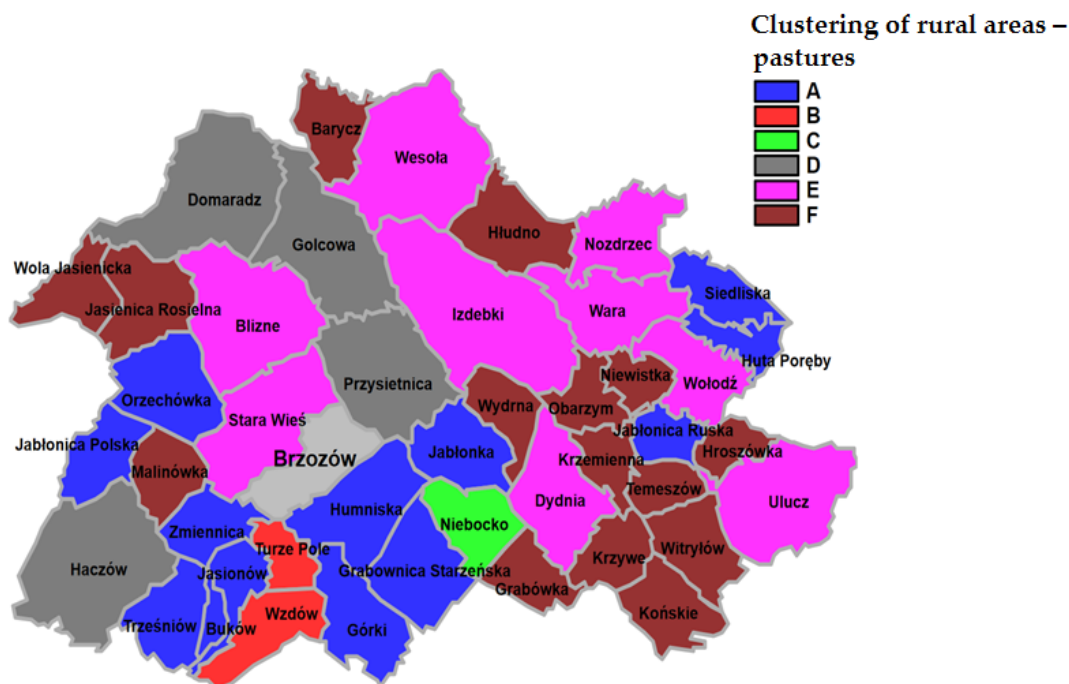 Clustering of rural areas –
pastures
A
B
C
D
E
F
Barycz
Wesoła
Domaradz
Hłudno
Golcowa
Nozdrzec
Wola Jasienicka
Siedliska
Jasienica Rosielna
Izdebki
Wara
Blizne
Huta Poręby
Przysietnica
Niewistka
Wołodź
Orzechówka
Wydrna
Obarzym
Stara Wieś
Jabłonica Ruska
Jabłonica Polska
Jabłonka
Hroszówka
Brzozów
Krzemienna
Malinówka
Temeszów
Dydnia
Ulucz
Humniska
Niebocko
Zmiennica
Turze Pole
Witryłów
Krzywe
Haczów
Jasionów
Grabownica Starzeńska
Grabówka
Wzdów
Końskie
Trześniów
Buków
Górki